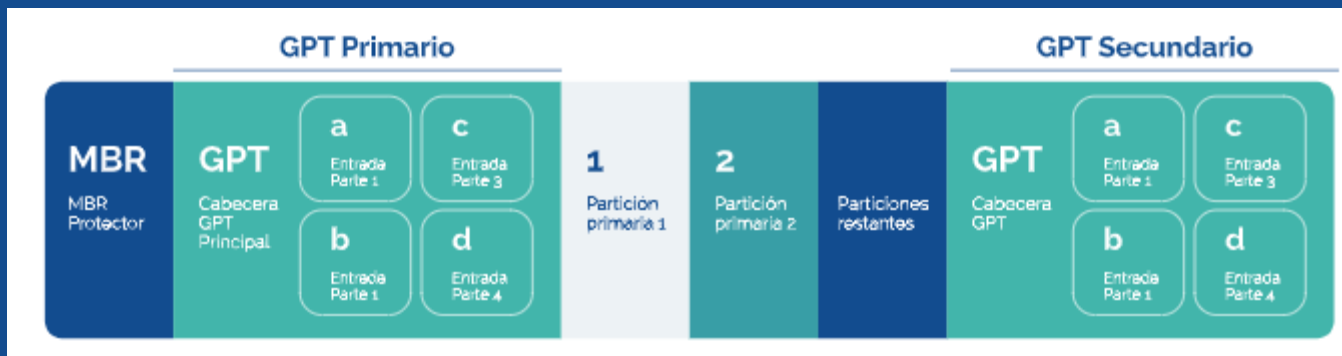 GPT Primario
GPT Secundario
MBR
MBR
Protector
GPT
Cabecera
GPT
Principal
a
Entrada
Parte 1
c
Entrada
Parte 3
b
Entrada
Parte 1
d
Entrada
Parte 4
1
Partición
primaria 1
2
Partición
primaria 2
Particiones
restantes
GPT
Cabecera
GPT
a
Entrada
Parte 1
c
Entrada
Parte 3
b
Entrada
Parte 1
d
Entrada
Parte 4